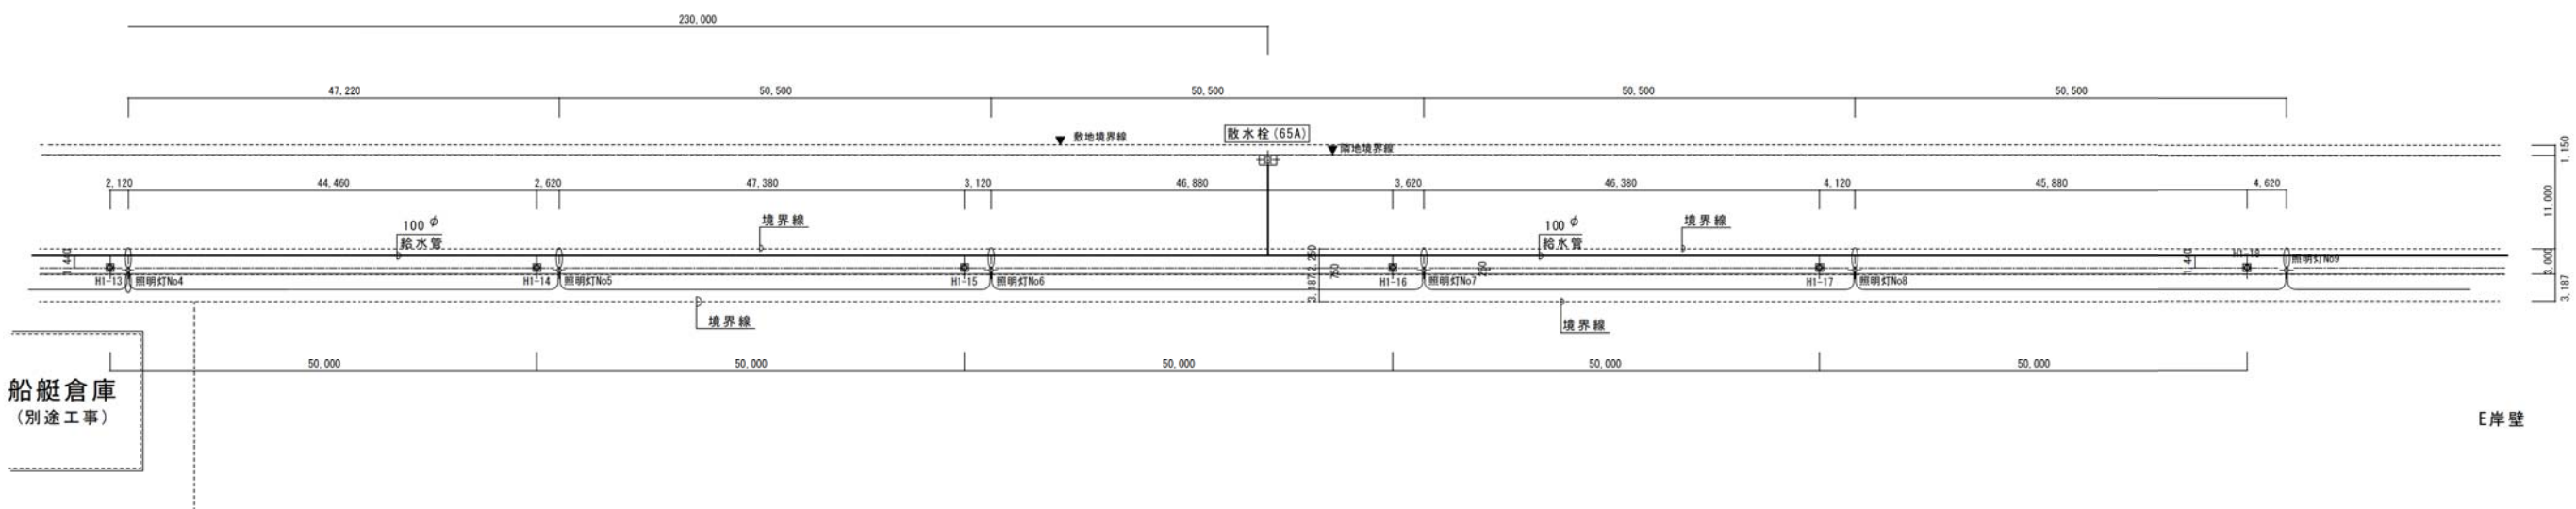 230,000
47,220
50,500
50,500
50,500
50,500
散水栓(65A)
敷地境界線
隣地境界線
1,150
2,120
44,460
2,620
47,380
3,120
46,880
3,620
46,380
4,120
45,880
4,620
11,000
100φ
給水管
境界線
100φ
給水管
境界線
1,440
2,250
750
250
1,440
3,000
H1-13
照明灯No4
H1-14
照明灯No5
H1-15
照明灯No6
H1-16
照明灯No7
H1-17
照明灯No8
H1-18
照明灯No9
3,187
3,187
境界線
境界線
50,000
50,000
50,000
50,000
50,000
船艇倉庫
(別途工事)
E岸壁